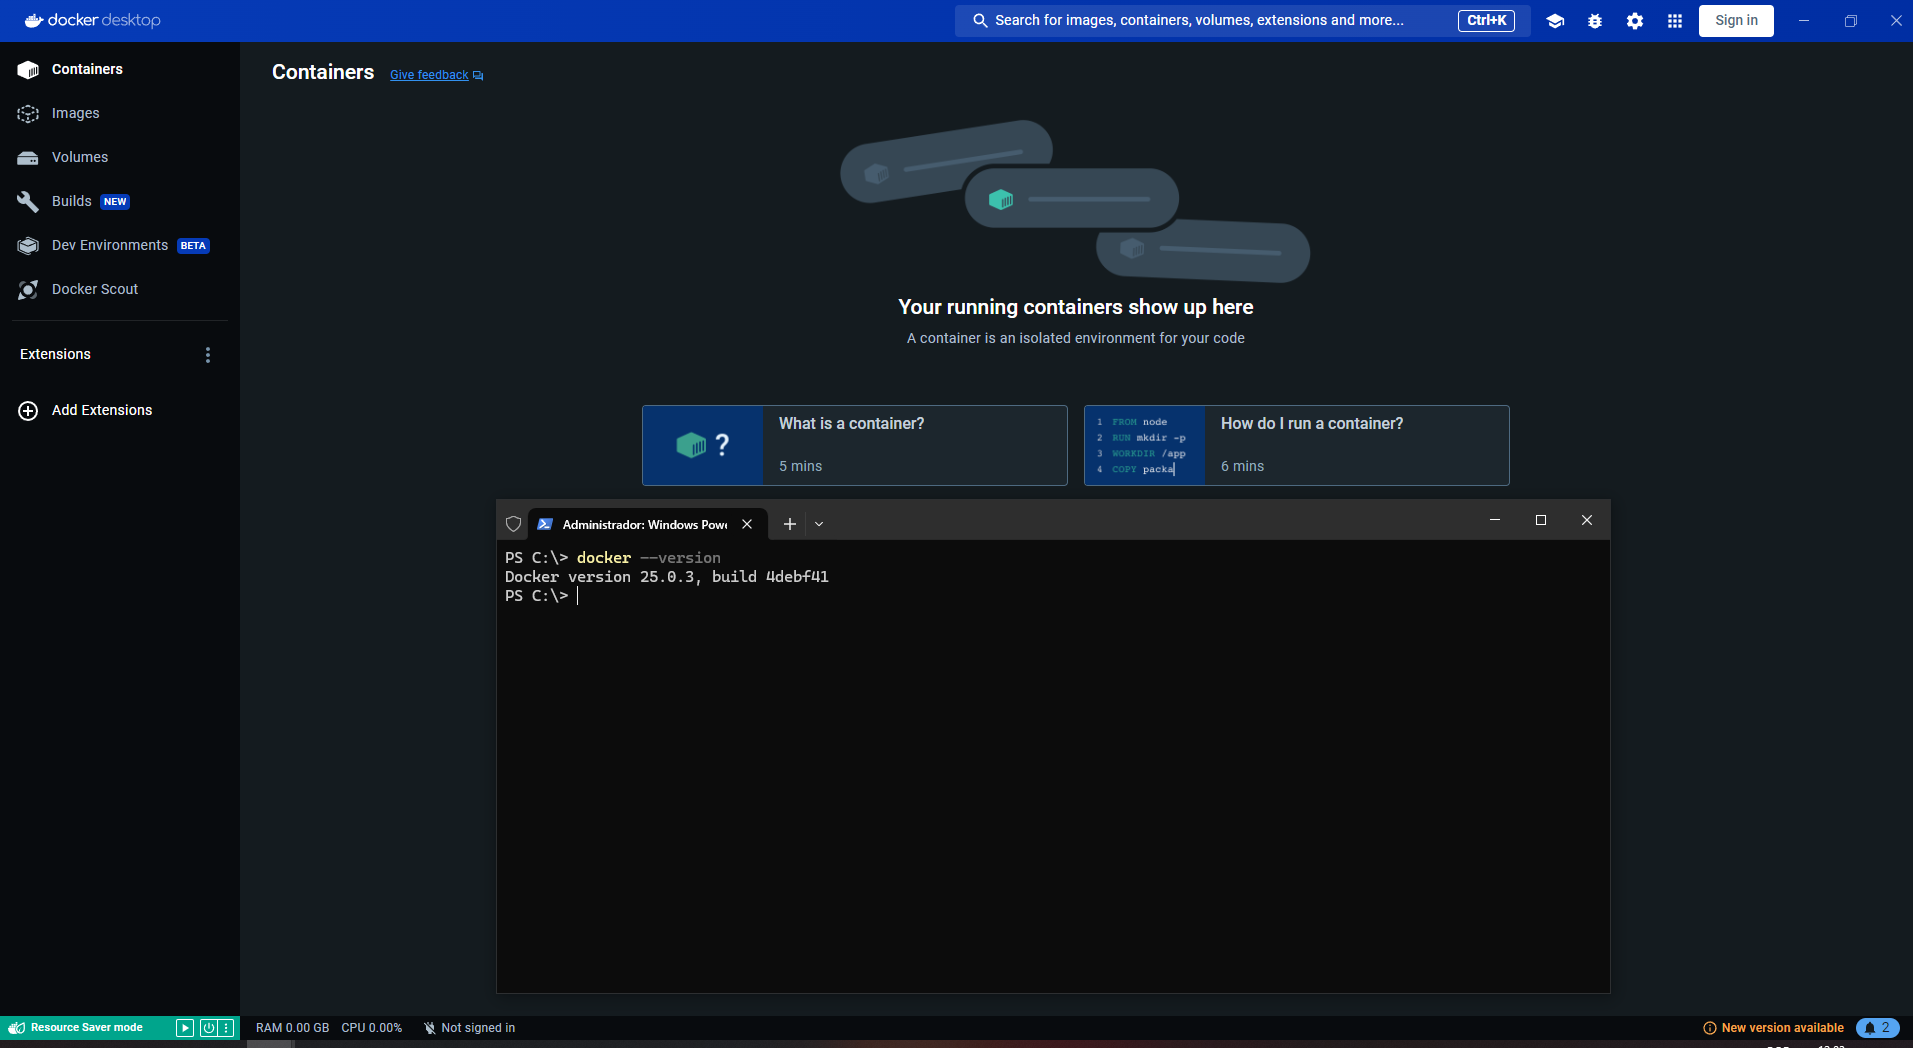 docker desktop
Search for images, containers, volumes, extensions and more...
Ctrl+K
Sign in
Containers
Images
Volumes
Builds NEW
Dev Environments BETA
Docker Scout
Extensions
Add Extensions
Containers Give feedback
Your running containers show up here
A container is an isolated environment for your code
?
What is a container?
5 mins
1 FROM node
2 RUN mkdir -p
3 WORKDIR /app
4 COPY packa
How do I run a container?
6 mins
Administrador: Windows Powe
PS C:\> docker --version
Docker version 25.0.3, build 4debf41
PS C:\>
Resource Saver mode
RAM 0.00 GB CPU 0.00% Not signed in
New version available
2